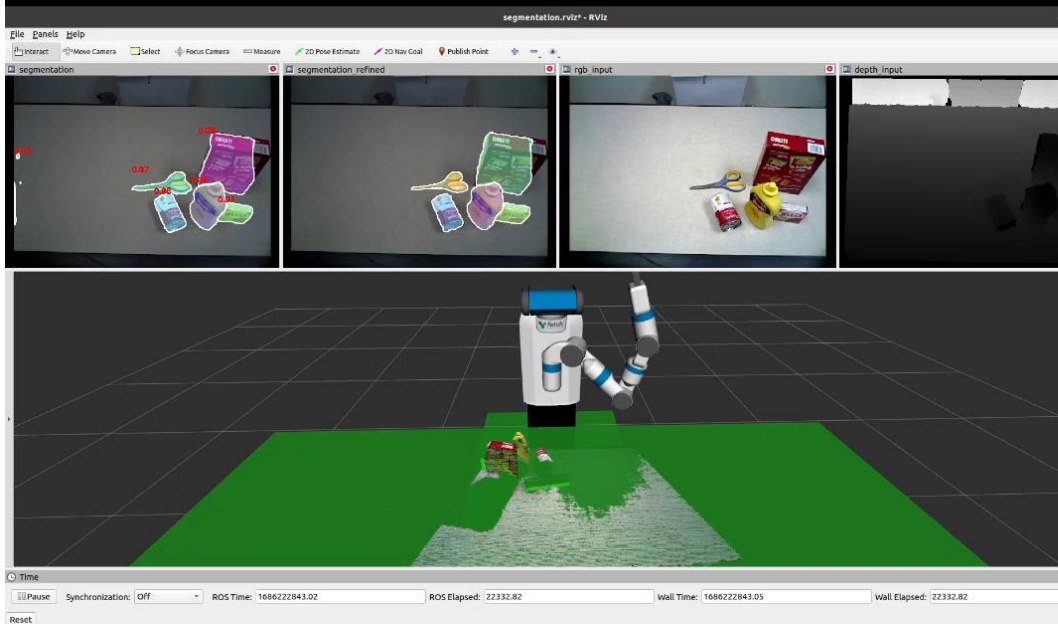 segmentation.rviz* - RViz
File Panels Help
Interact Move Camera Select Focus Camera Measure 2D Pose Estimate 2D Nav Goal Publish Point
segmentation segmentation_refined rgb_input depth_input
0.97
fetch
Time
Pause Synchronization: Off ROS Time: 1686222843.02 ROS Elapsed: 22332.82 Wall Time: 1686222843.05 Wall Elapsed: 22332.82
Reset